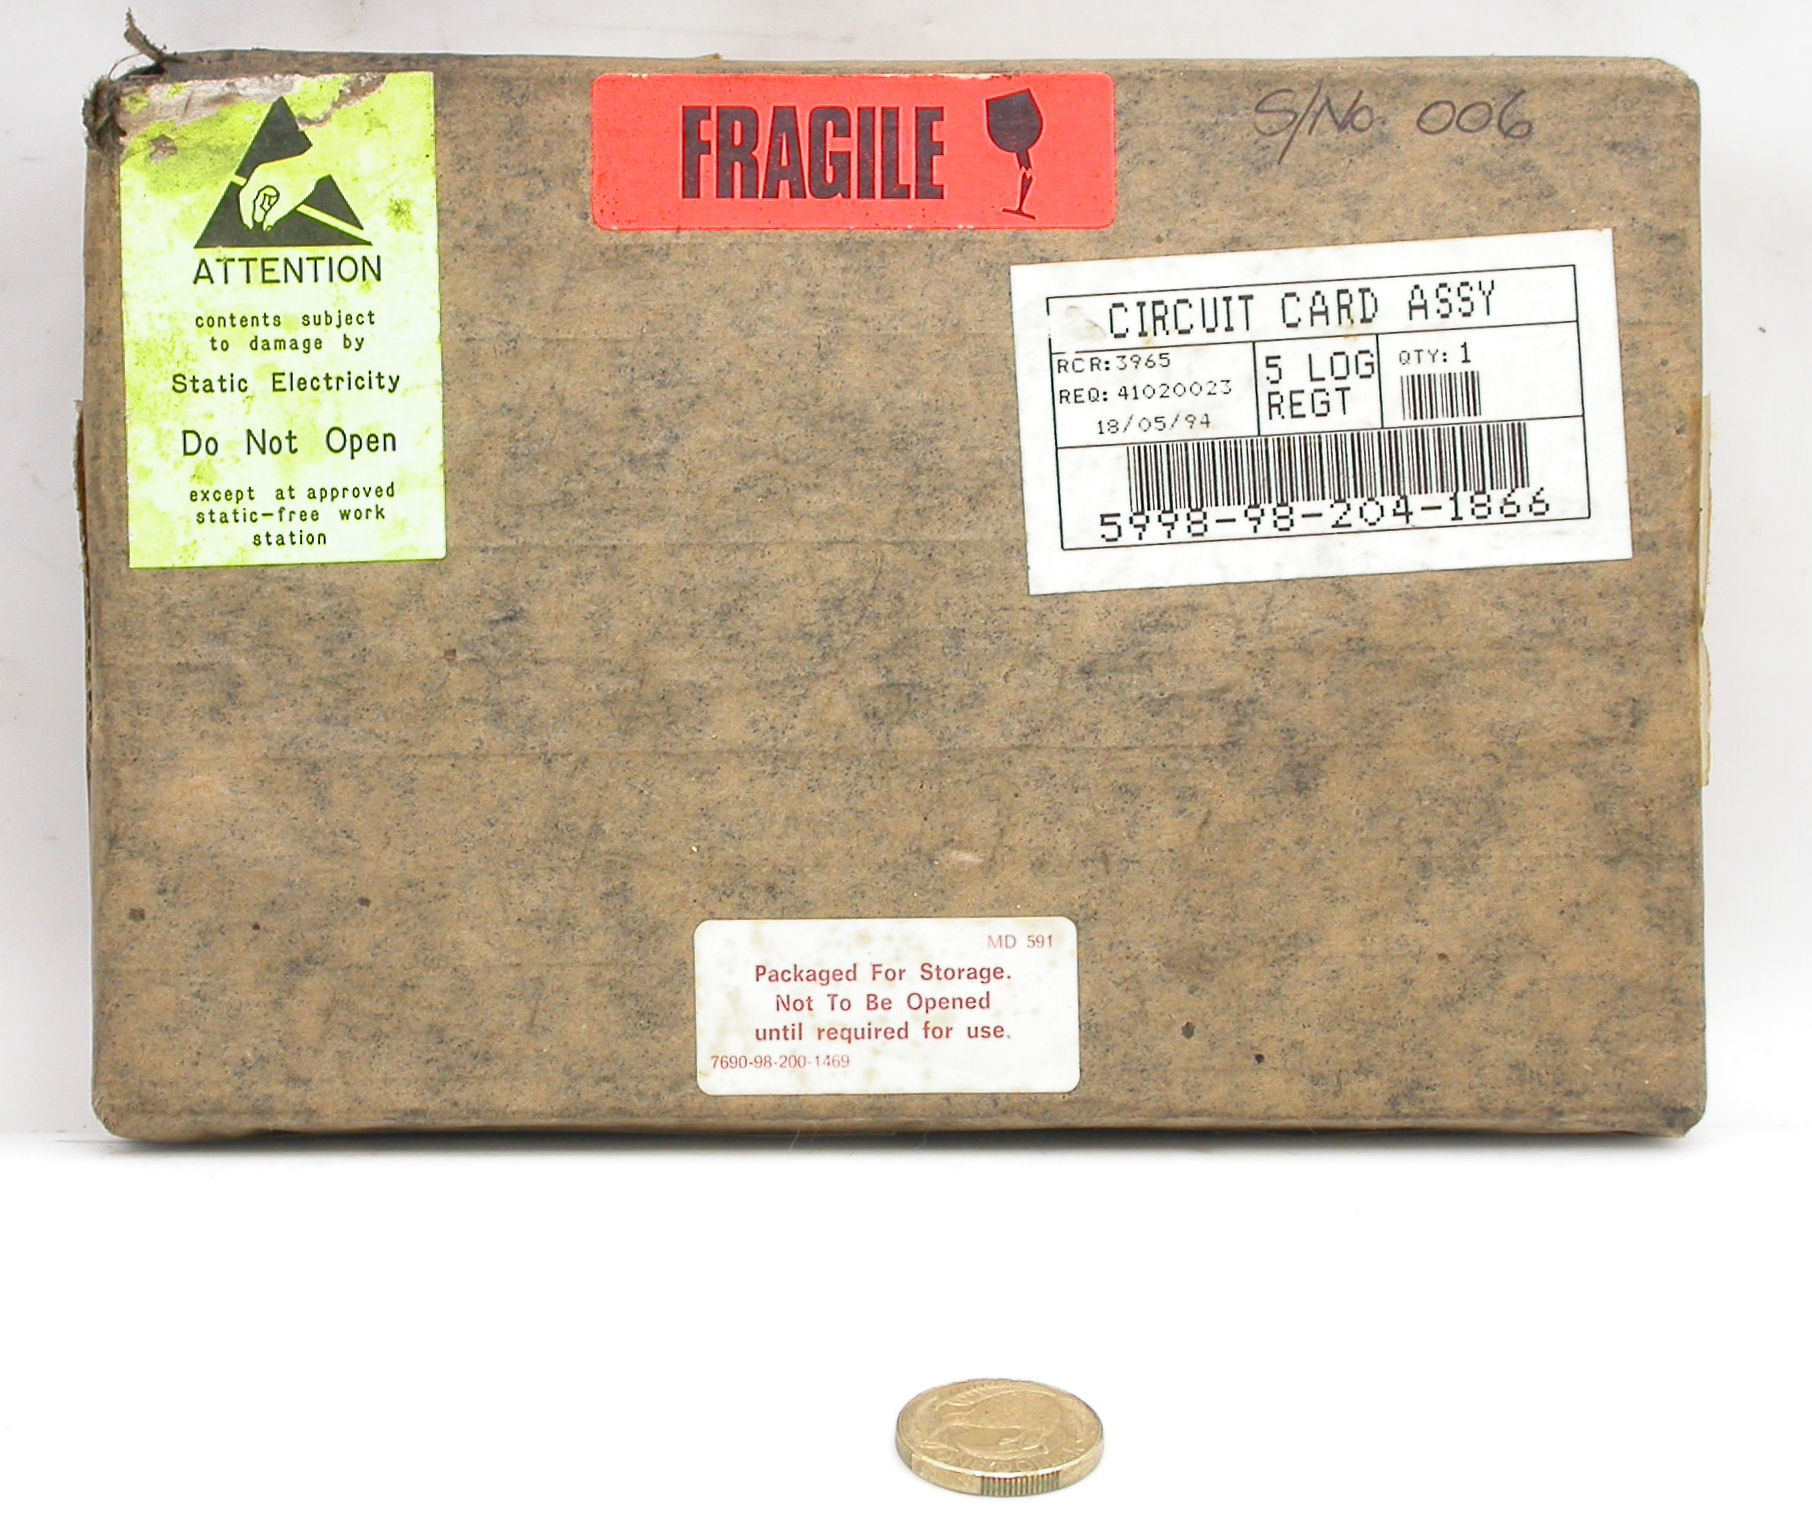 ATTENTION
contents subject
to damage by
Static Electricity
Do Not Open
except at approved
static-free work
station
FRAGILE
S/No. 006
CIRCUIT CARD ASSY
RCR: 3965
REQ: 41020023
18/05/94
5 LOG
REGT
QTY: 1
5998-98-204-1866
MD 591
Packaged For Storage.
Not To Be Opened
until required for use.
7690-98-200-1469